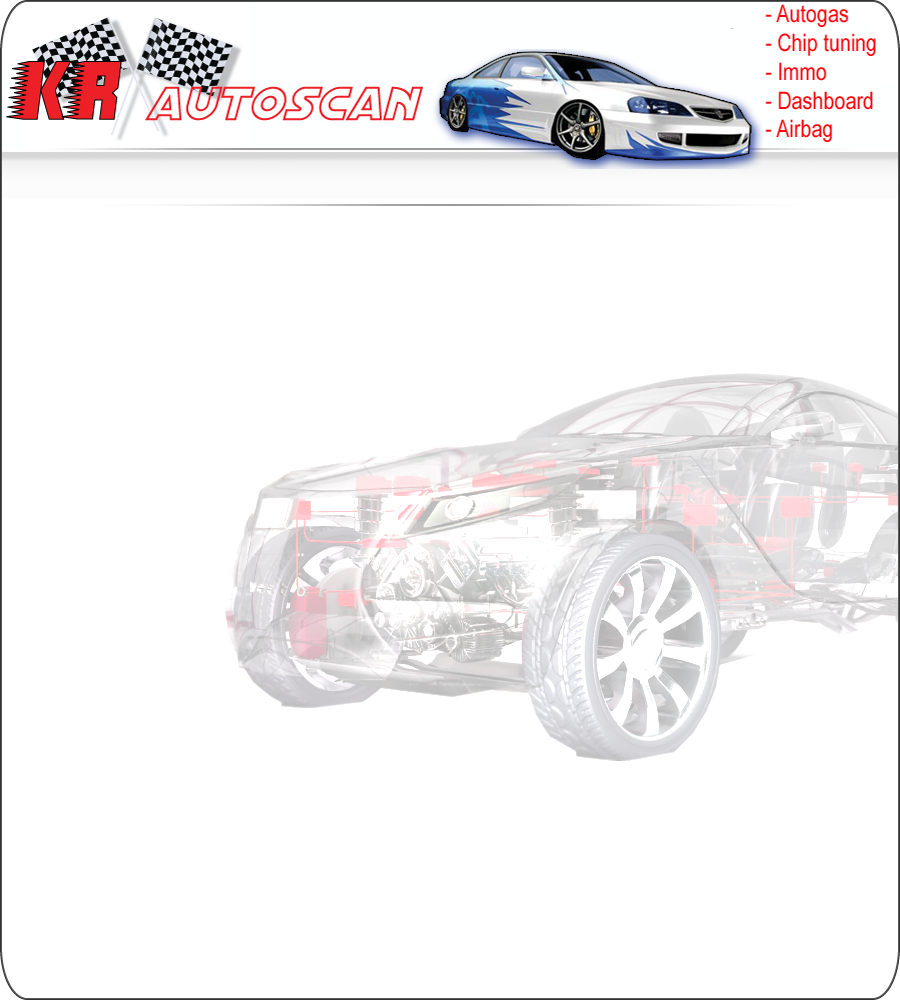 KR AUTOSCAN
- Autogas
- Chip tuning
- Immo
- Dashboard
- Airbag